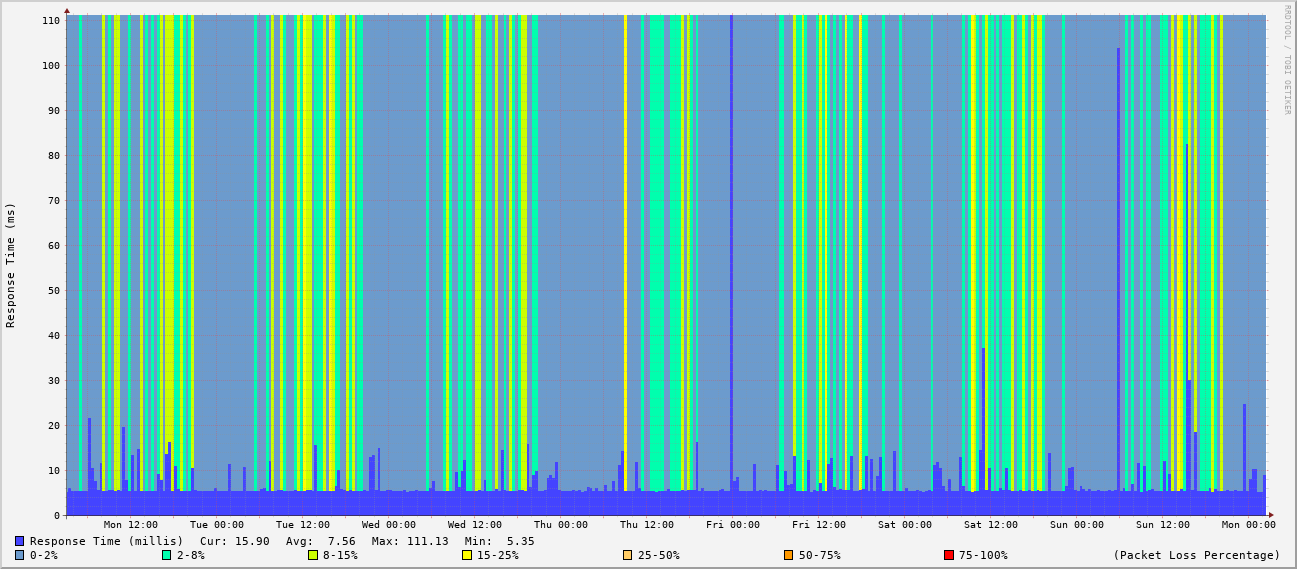 RRDTOOL / TOBI OETIKER
Response Time (ms)
110
100
90
80
70
60
50
40
30
20
10
0
Mon 12:00 Tue 00:00 Tue 12:00 Wed 00:00 Wed 12:00 Thu 00:00 Thu 12:00 Fri 00:00 Fri 12:00 Sat 00:00 Sat 12:00 Sun 00:00 Sun 12:00 Mon 00:00
Response Time (millis) Cur: 15.90 Avg: 7.56 Max: 111.13 Min: 5.35
0-2% 2-8% 8-15% 15-25% 25-50% 50-75% 75-100% (Packet Loss Percentage)